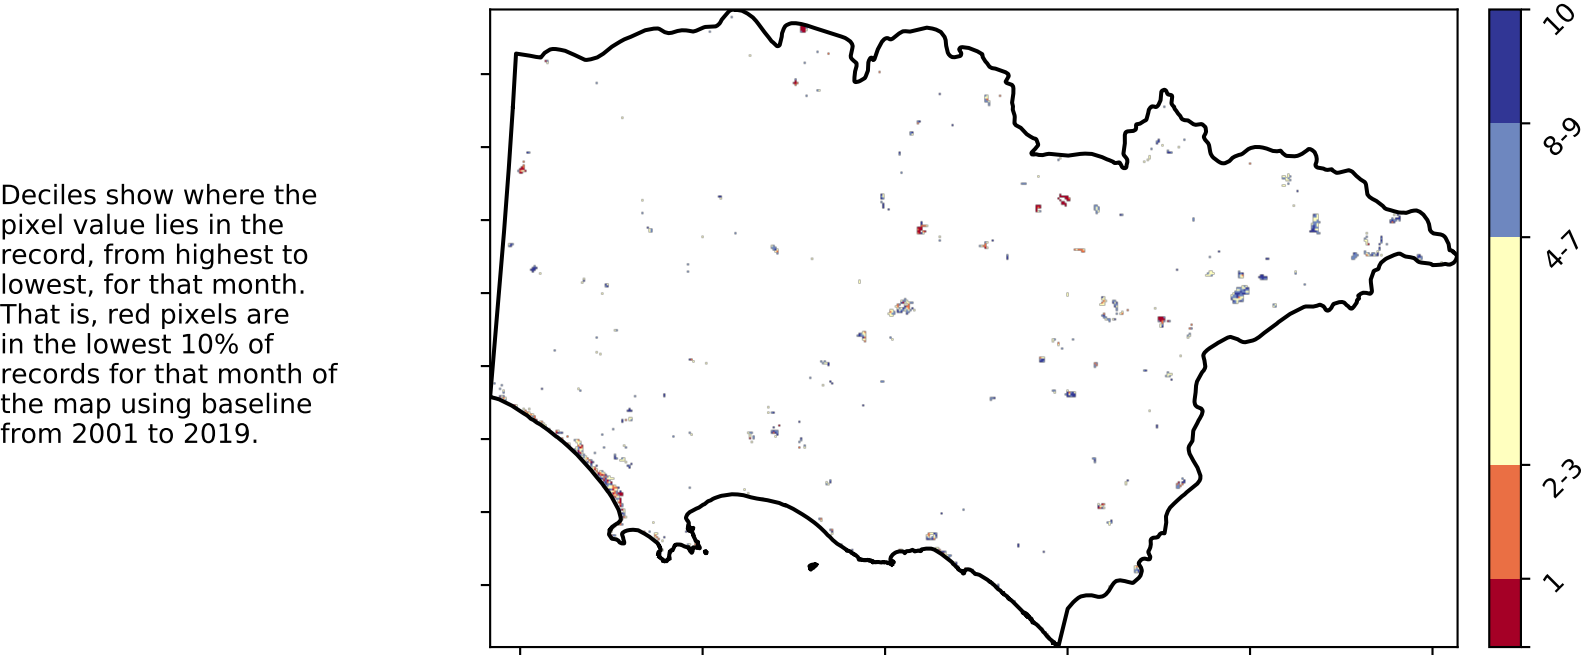 Deciles show where the
pixel value lies in the
record, from highest to
lowest, for that month.
That is, red pixels are
in the lowest 10% of
records for that month of
the map using baseline
from 2001 to 2019.
10
8-9
4-7
2-3
1